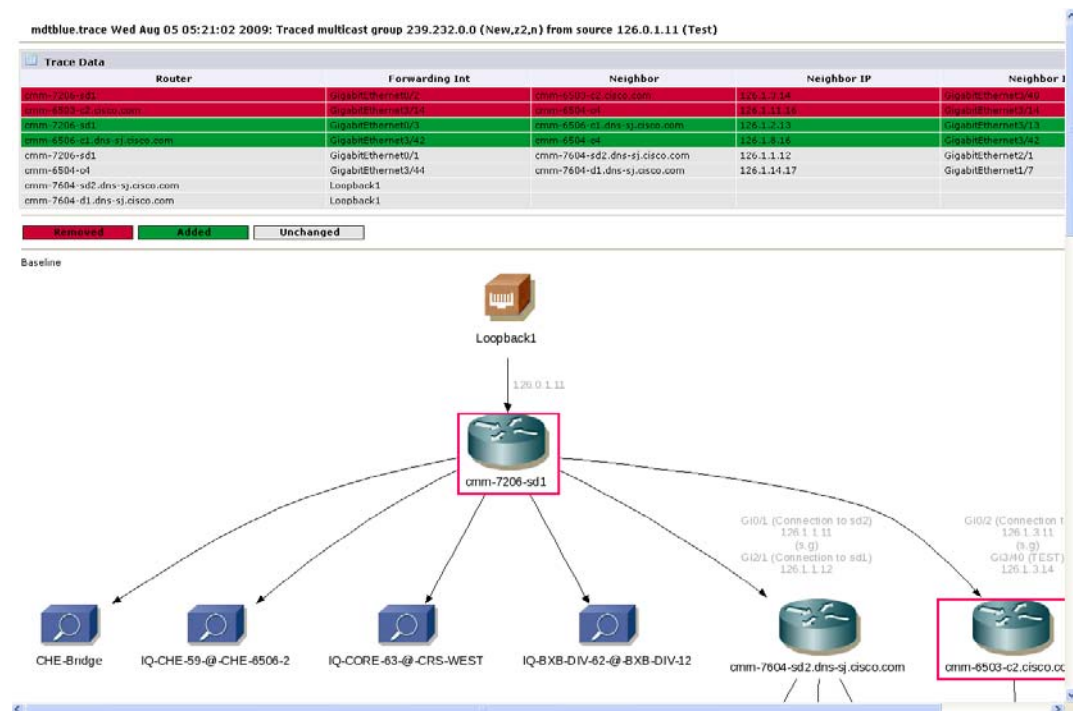 mdtblue.trace Wed Aug 05 05:21:02 2009: Traced multicast group 239.232.0.0 (New,z2,n) from source 126.0.1.11 (Test)
Trace Data
Router Forwarding Int Neighbor Neighbor IP Neighbor I
cmm-7206-sd1 GigabitEthernet0/2 cmm-6503-c2.cisco.com 126.1.3.14 GigabitEthernet3/40
cmm-6503-c2.cisco.com GigabitEthernet3/14 cmm-6504-o4 126.1.11.16 GigabitEthernet3/14
cmm-7206-sd1 GigabitEthernet0/3 cmm-6506-c1.dns-sj.cisco.com 126.1.2.13 GigabitEthernet3/13
cmm-6506-c1.dns-sj.cisco.com GigabitEthernet3/42 cmm-6504-o4 126.1.8.16 GigabitEthernet3/42
cmm-7206-sd1 GigabitEthernet0/1 cmm-7604-sd2.dns-sj.cisco.com 126.1.1.12 GigabitEthernet2/1
cmm-6504-o4 GigabitEthernet3/44 cmm-7604-d1.dns-sj.cisco.com 126.1.14.17 GigabitEthernet1/7
cmm-7604-sd2.dns-sj.cisco.com Loopback1
cmm-7604-d1.dns-sj.cisco.com Loopback1
Removed Added Unchanged
Baseline
Loopback1
126.0.1.11
cmm-7206-sd1
Gi0/1 (Connection to sd2)
126.1.1.11
(s,g)
Gi2/1 (Connection to sd1)
126.1.1.12
Gi0/2 (Connection t
126.1.3.11
(s,g)
Gi3/40 (TEST)
126.1.3.14
CHE-Bridge
IQ-CHE-59-@-CHE-6506-2
IQ-CORE-63-@-CRS-WEST
IQ-BXB-DIV-62-@-BXB-DIV-12
cmm-7604-sd2.dns-sj.cisco.com
cmm-6503-c2.cisco.co